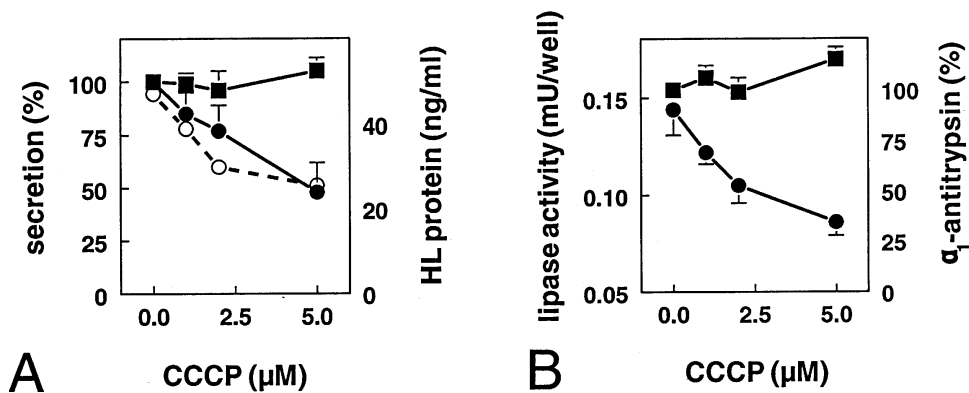 secretion (%)
100
75
50
25
0
40
20
0
HL protein (ng/ml)
0.0 2.5 5.0
CCCP (µM)
A
lipase activity (mU/well)
0.15
0.10
0.05
100
75
50
25
0
α1-antitrypsin (%)
0.0 2.5 5.0
CCCP (µM)
B